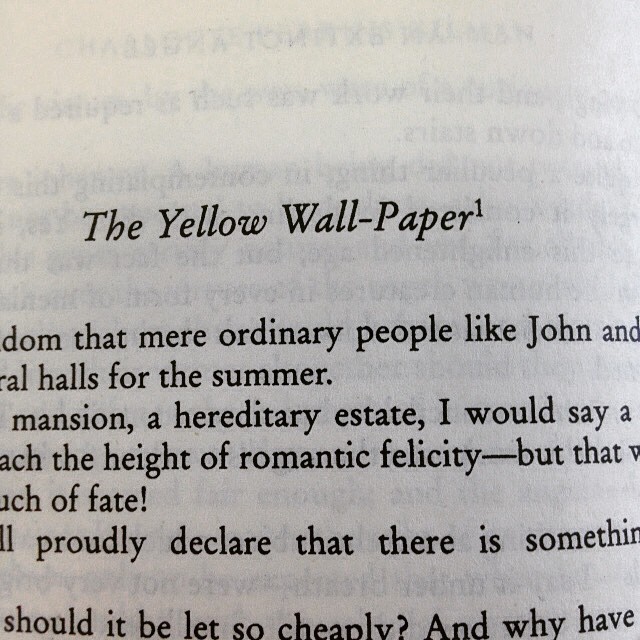 The Yellow Wall-Paper¹
dom that mere ordinary people like John and
ral halls for the summer.
mansion, a hereditary estate, I would say a
ach the height of romantic felicity—but that w
uch of fate!
ll proudly declare that there is somethin
should it be let so cheaply? And why have